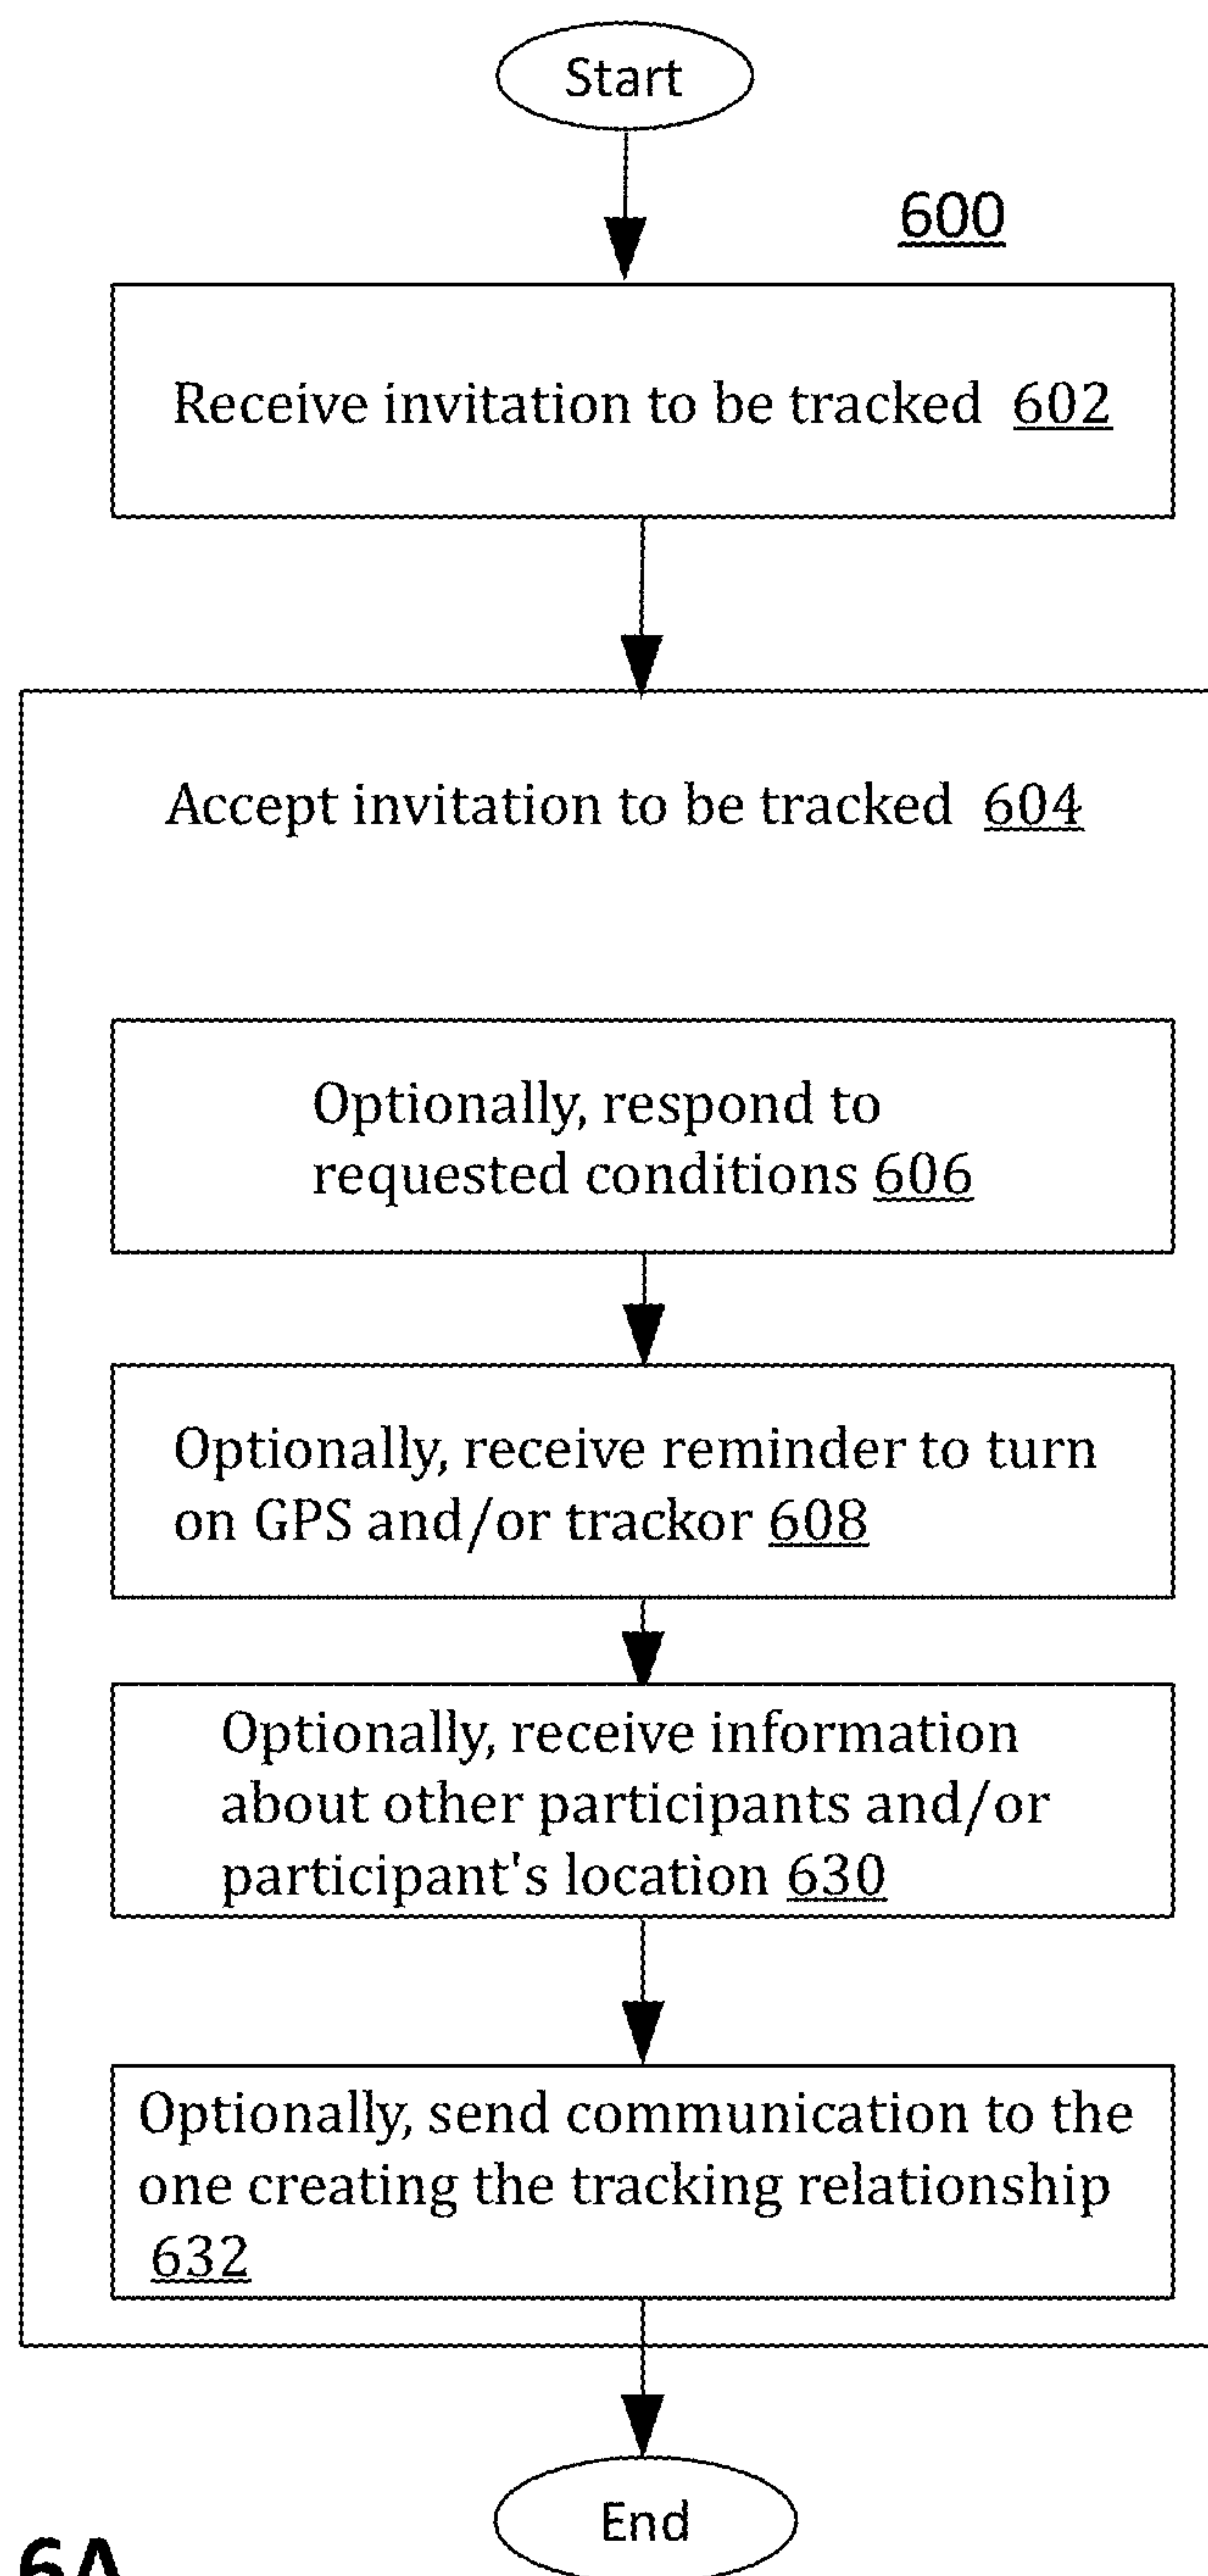 Start
600
Receive invitation to be tracked 602
Accept invitation to be tracked 604
Optionally, respond to
requested conditions 606
Optionally, receive reminder to turn
on GPS and/or trackor 608
Optionally, receive information
about other participants and/or
participant's location 630
Optionally, send communication to the
one creating the tracking relationship
632
End
6A